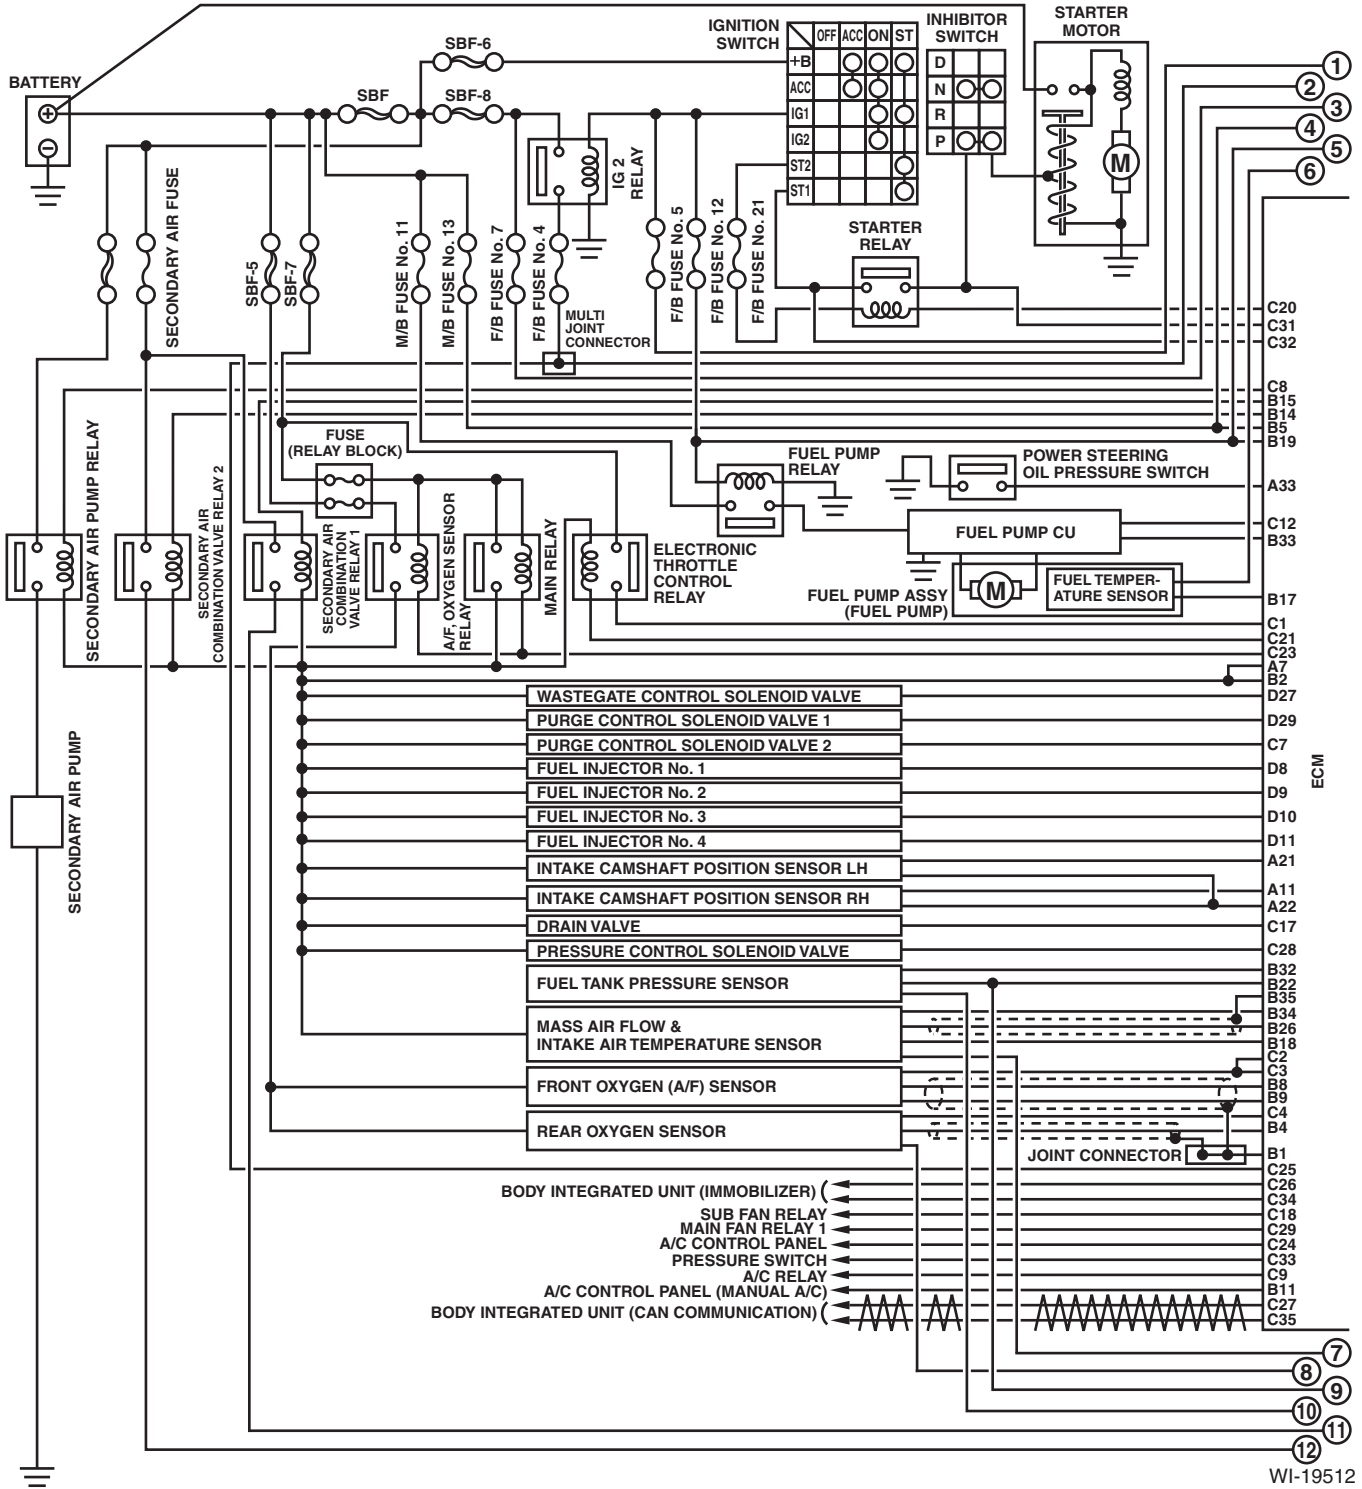 BATTERY
SBF
SBF-6
SBF-8
IGNITION
SWITCH
OFF ACC ON ST
+B
ACC
IG1
IG2
ST2
ST1
INHIBITOR
SWITCH
D
N
R
P
STARTER
MOTOR
M
1
2
3
4
5
6
IG 2
RELAY
STARTER
RELAY
SECONDARY AIR FUSE
SBF-5
SBF-7
M/B FUSE No. 11
M/B FUSE No. 13
F/B FUSE No. 7
F/B FUSE No. 4
F/B FUSE No. 5
F/B FUSE No. 12
F/B FUSE No. 21
MULTI
JOINT
CONNECTOR
C20
C31
C32
C8
B15
B14
B5
B19
FUSE
(RELAY BLOCK)
FUEL PUMP
RELAY
POWER STEERING
OIL PRESSURE SWITCH
A33
FUEL PUMP CU
C12
B33
M
FUEL PUMP ASSY
(FUEL PUMP)
FUEL TEMPER-
ATURE SENSOR
B17
SECONDARY AIR PUMP RELAY
SECONDARY AIR
COMBINATION VALVE RELAY 2
SECONDARY AIR
COMBINATION
VALVE RELAY 1
A/F, OXYGEN SENSOR
RELAY
MAIN RELAY
ELECTRONIC
THROTTLE
CONTROL
RELAY
C1
C21
C23
A7
B2
WASTEGATE CONTROL SOLENOID VALVE
D27
PURGE CONTROL SOLENOID VALVE 1
D29
PURGE CONTROL SOLENOID VALVE 2
C7
FUEL INJECTOR No. 1
D8
FUEL INJECTOR No. 2
D9
FUEL INJECTOR No. 3
D10
FUEL INJECTOR No. 4
D11
ECM
SECONDARY AIR PUMP
INTAKE CAMSHAFT POSITION SENSOR LH
A21
INTAKE CAMSHAFT POSITION SENSOR RH
A11
A22
DRAIN VALVE
C17
PRESSURE CONTROL SOLENOID VALVE
C28
FUEL TANK PRESSURE SENSOR
B32
B22
B35
MASS AIR FLOW &
INTAKE AIR TEMPERATURE SENSOR
B34
B26
B18
C2
FRONT OXYGEN (A/F) SENSOR
C3
B8
B9
REAR OXYGEN SENSOR
C4
B4
JOINT CONNECTOR
B1
C25
BODY INTEGRATED UNIT (IMMOBILIZER)
C26
C34
SUB FAN RELAY
C18
MAIN FAN RELAY 1
C29
A/C CONTROL PANEL
C24
PRESSURE SWITCH
C33
A/C RELAY
C9
A/C CONTROL PANEL (MANUAL A/C)
B11
BODY INTEGRATED UNIT (CAN COMMUNICATION)
C27
C35
7
8
9
10
11
12
WI-19512